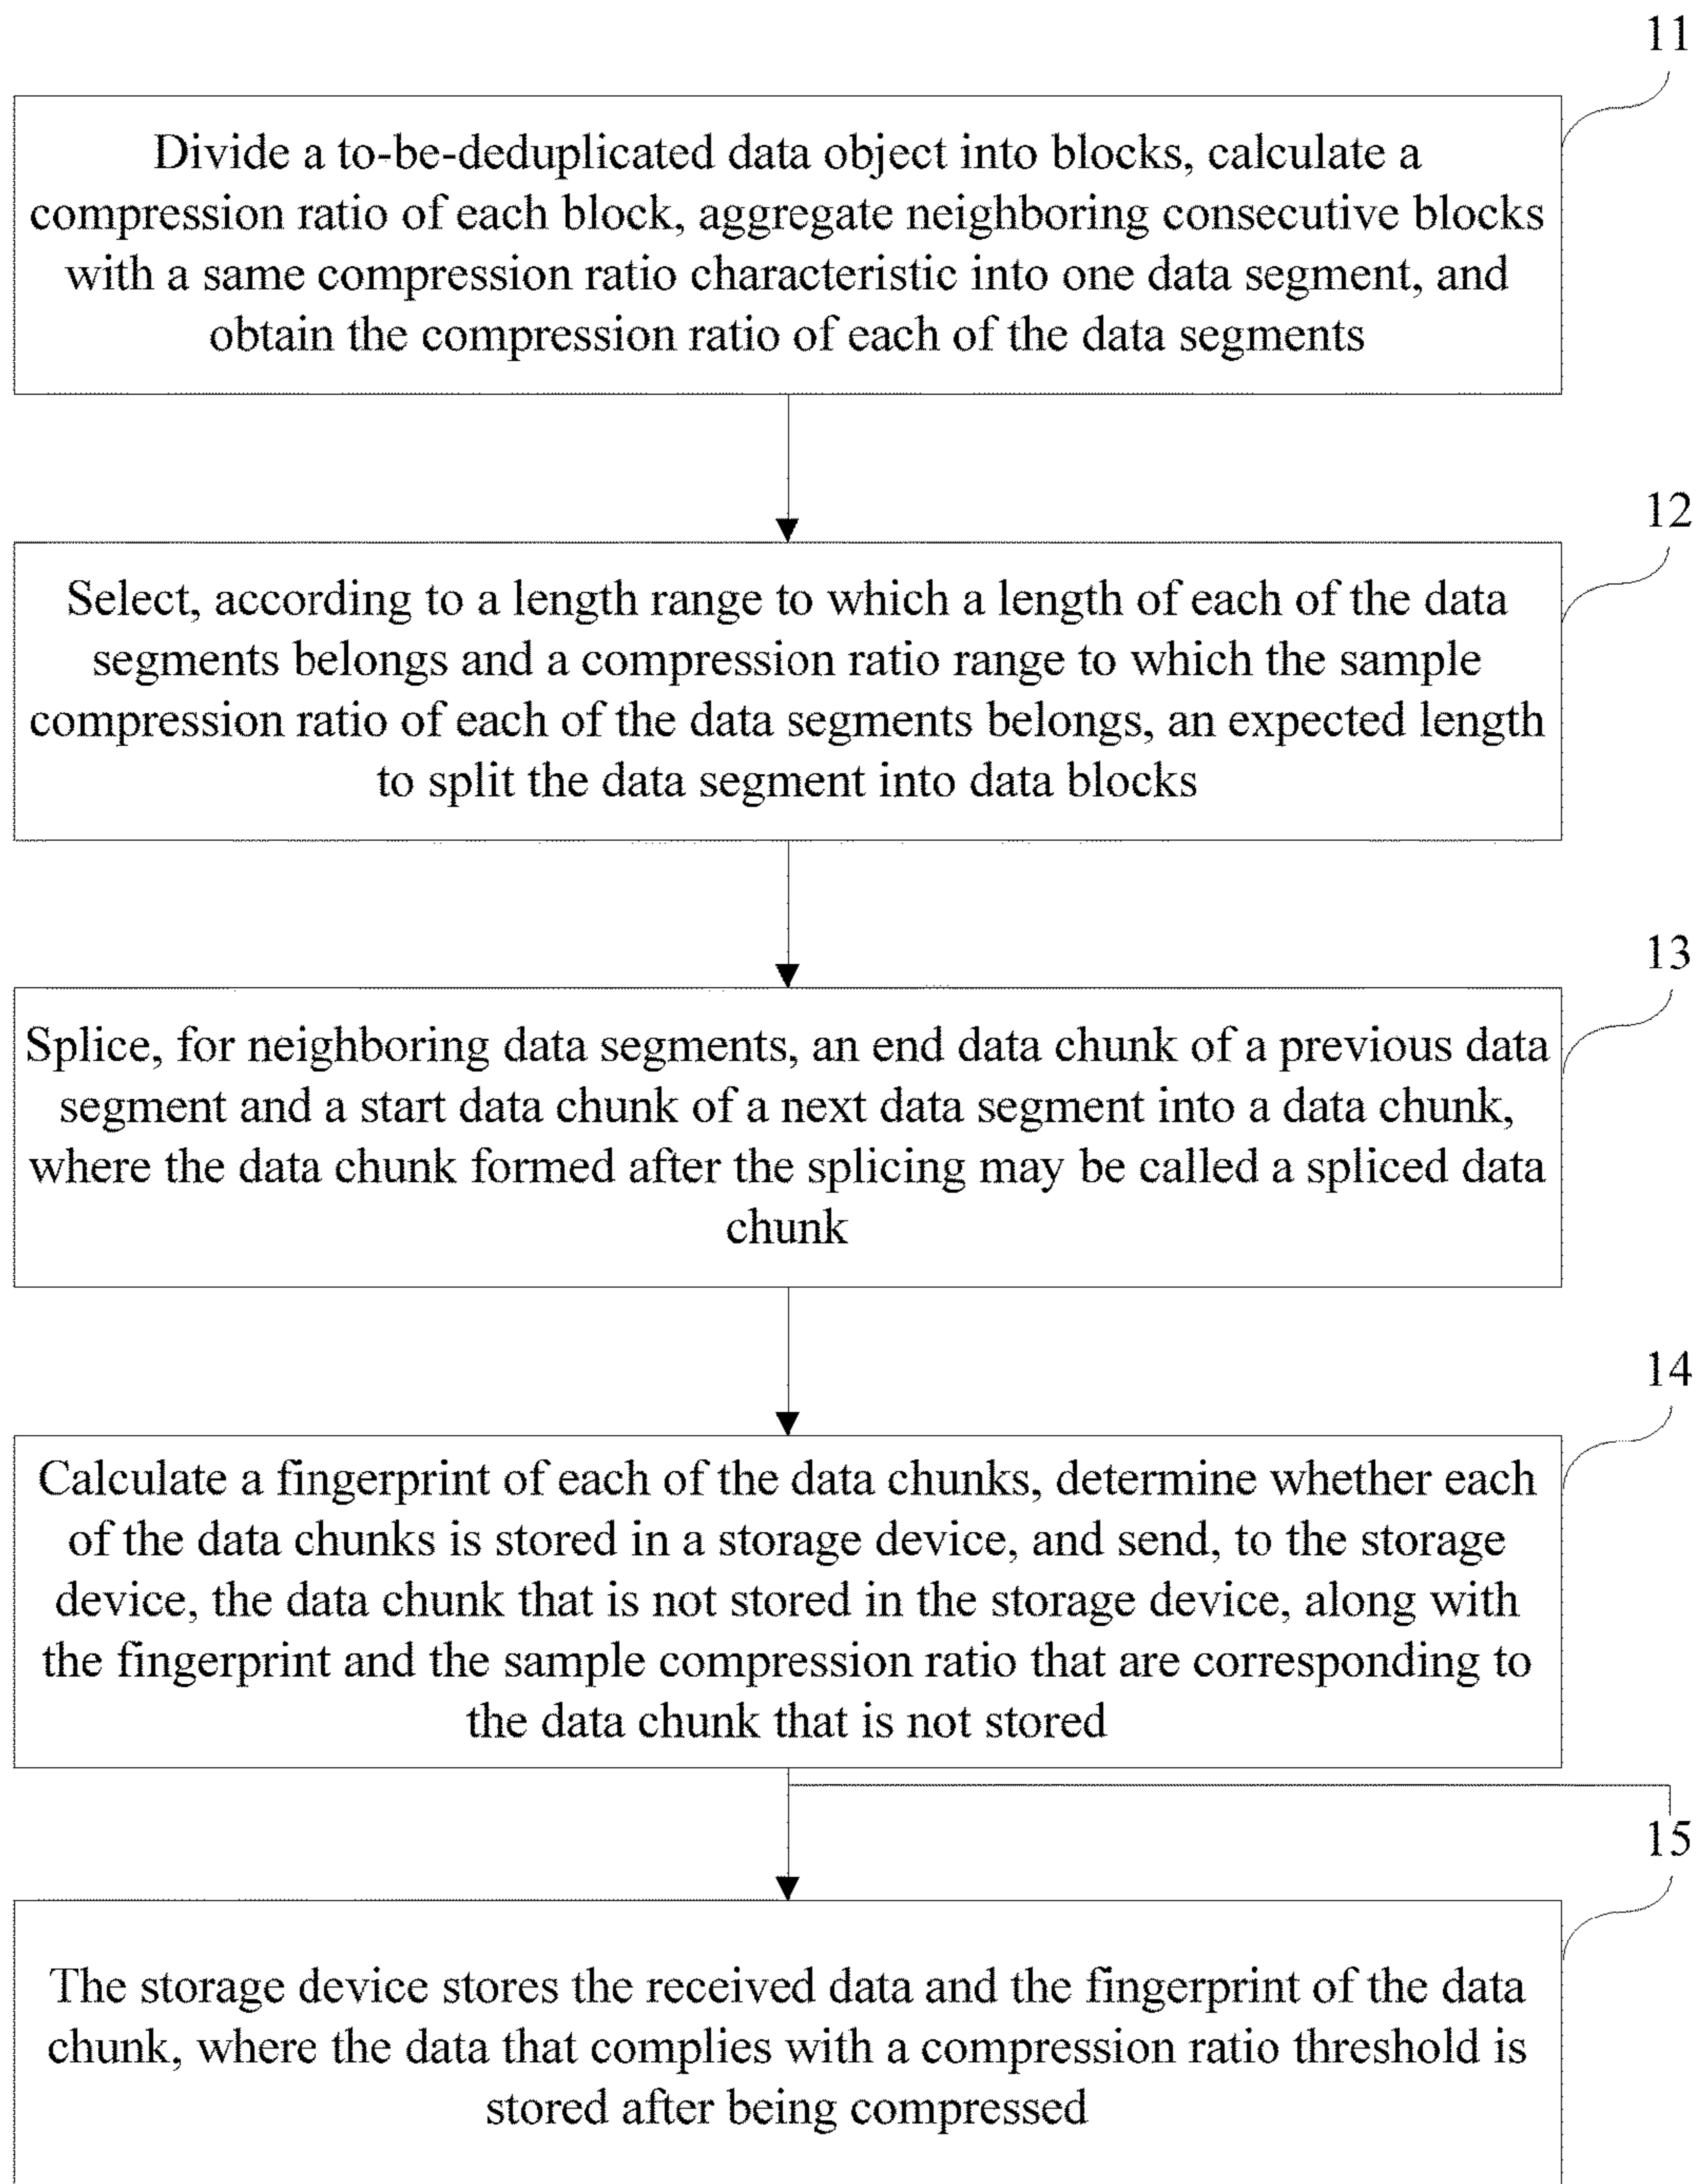 11
Divide a to-be-deduplicated data object into blocks, calculate a
compression ratio of each block, aggregate neighboring consecutive blocks
with a same compression ratio characteristic into one data segment, and
obtain the compression ratio of each of the data segments
12
Select, according to a length range to which a length of each of the data
segments belongs and a compression ratio range to which the sample
compression ratio of each of the data segments belongs, an expected length
to split the data segment into data blocks
13
Splice, for neighboring data segments, an end data chunk of a previous data
segment and a start data chunk of a next data segment into a data chunk,
where the data chunk formed after the splicing may be called a spliced data
chunk
14
Calculate a fingerprint of each of the data chunks, determine whether each
of the data chunks is stored in a storage device, and send, to the storage
device, the data chunk that is not stored in the storage device, along with
the fingerprint and the sample compression ratio that are corresponding to
the data chunk that is not stored
15
The storage device stores the received data and the fingerprint of the data
chunk, where the data that complies with a compression ratio threshold is
stored after being compressed